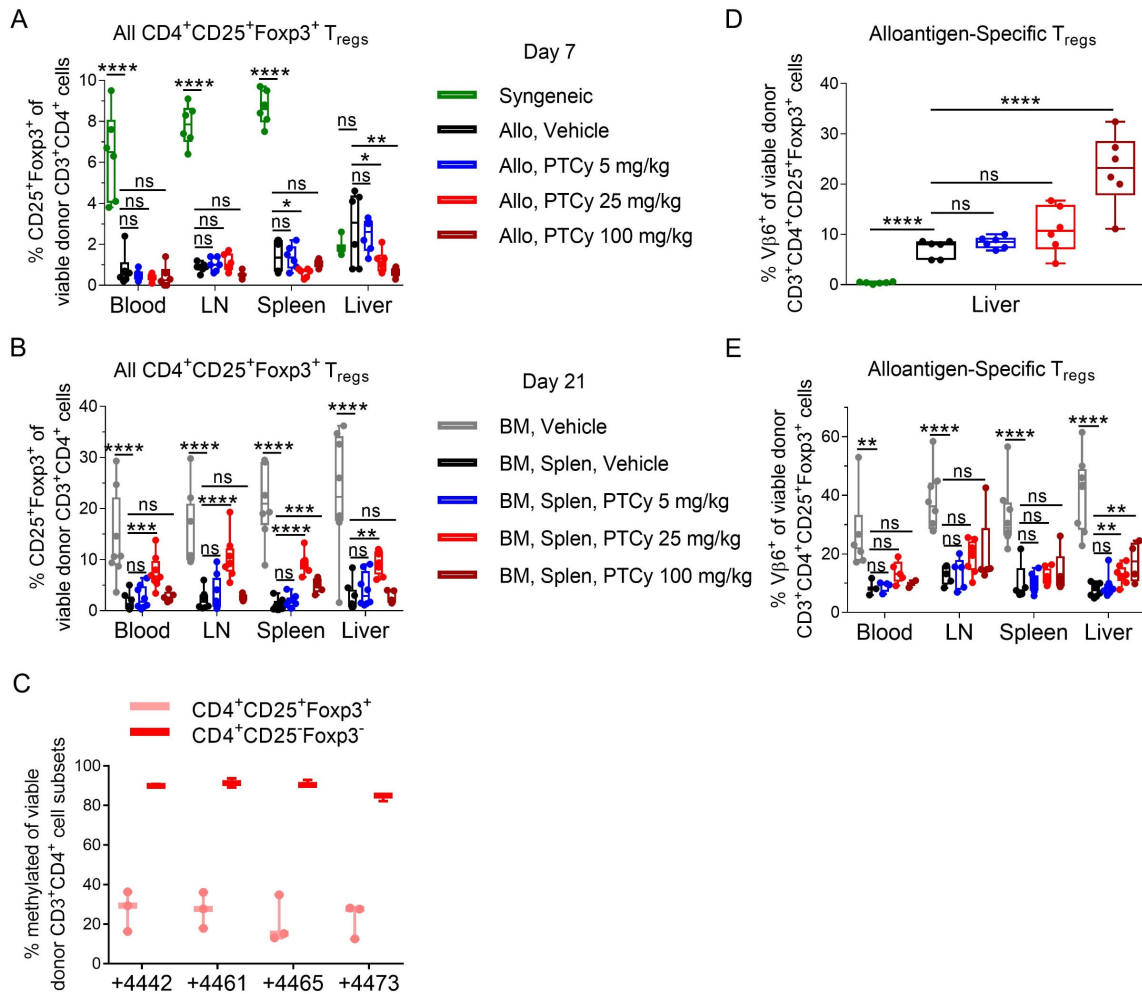 A
All CD4⁺CD25⁺Foxp3⁺ Tregs
% CD25⁺Foxp3⁺ of
viable donor CD3⁺CD4⁺ cells
10
8
6
4
2
0
**** **** **** ns ** * ns
ns ns ns
ns ns ns * ns
ns ns ns
Blood LN Spleen Liver
Day 7
Syngeneic
Allo, Vehicle
Allo, PTCy 5 mg/kg
Allo, PTCy 25 mg/kg
Allo, PTCy 100 mg/kg
D
Alloantigen-Specific Tregs
% Vβ6⁺ of viable donor
CD3⁺CD4⁺CD25⁺Foxp3⁺ cells
40
30
20
10
0
****
ns
**** ns
Liver
B
All CD4⁺CD25⁺Foxp3⁺ Tregs
% CD25⁺Foxp3⁺ of
viable donor CD3⁺CD4⁺ cells
40
30
20
10
0
**** **** **** ****
ns ns *** ns
*** **** **** **
ns ns ns ns
Blood LN Spleen Liver
Day 21
BM, Vehicle
BM, Splen, Vehicle
BM, Splen, PTCy 5 mg/kg
BM, Splen, PTCy 25 mg/kg
BM, Splen, PTCy 100 mg/kg
E
Alloantigen-Specific Tregs
% Vβ6⁺ of viable donor
CD3⁺CD4⁺CD25⁺Foxp3⁺ cells
60
40
20
0
** **** **** ****
ns ns ns **
ns ns ns **
ns ns ns ns
Blood LN Spleen Liver
C
CD4⁺CD25⁺Foxp3⁺
CD4⁺CD25⁻Foxp3⁻
% methylated of viable
donor CD3⁺CD4⁺ cell subsets
100
80
60
40
20
0
+4442 +4461 +4465 +4473